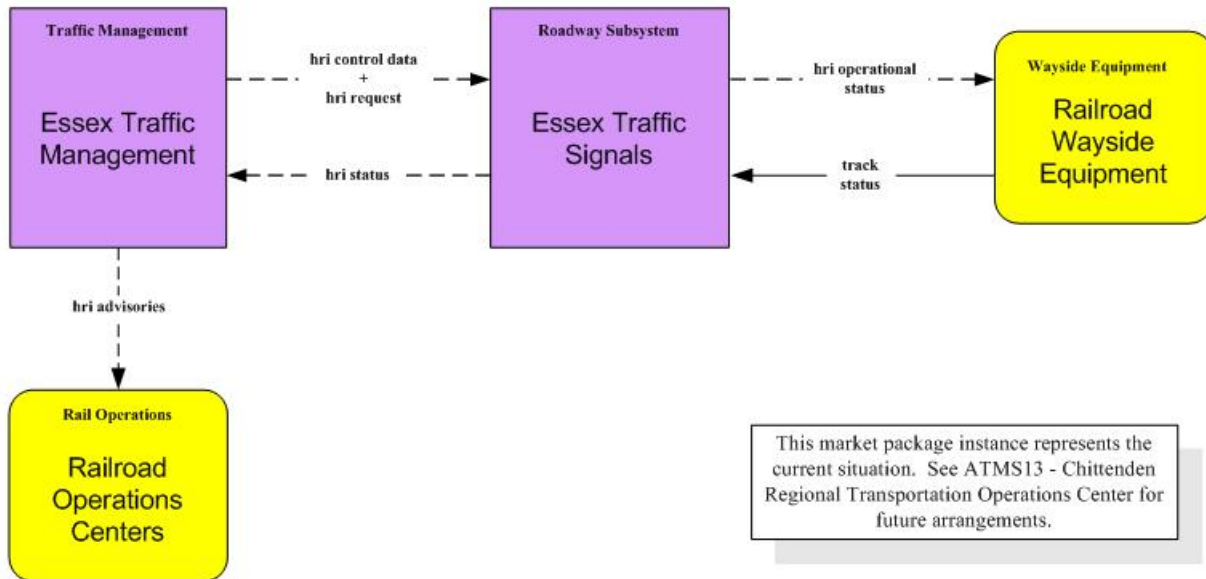 Traffic Management
Essex Traffic
Management
hri control data
+
hri request
hri status
Roadway Subsystem
Essex Traffic
Signals
hri operational
status
track
status
Wayside Equipment
Railroad
Wayside
Equipment
hri advisories
Rail Operations
Railroad
Operations
Centers
This market package instance represents the
current situation. See ATMS13 - Chittenden
Regional Transportation Operations Center for
future arrangements.